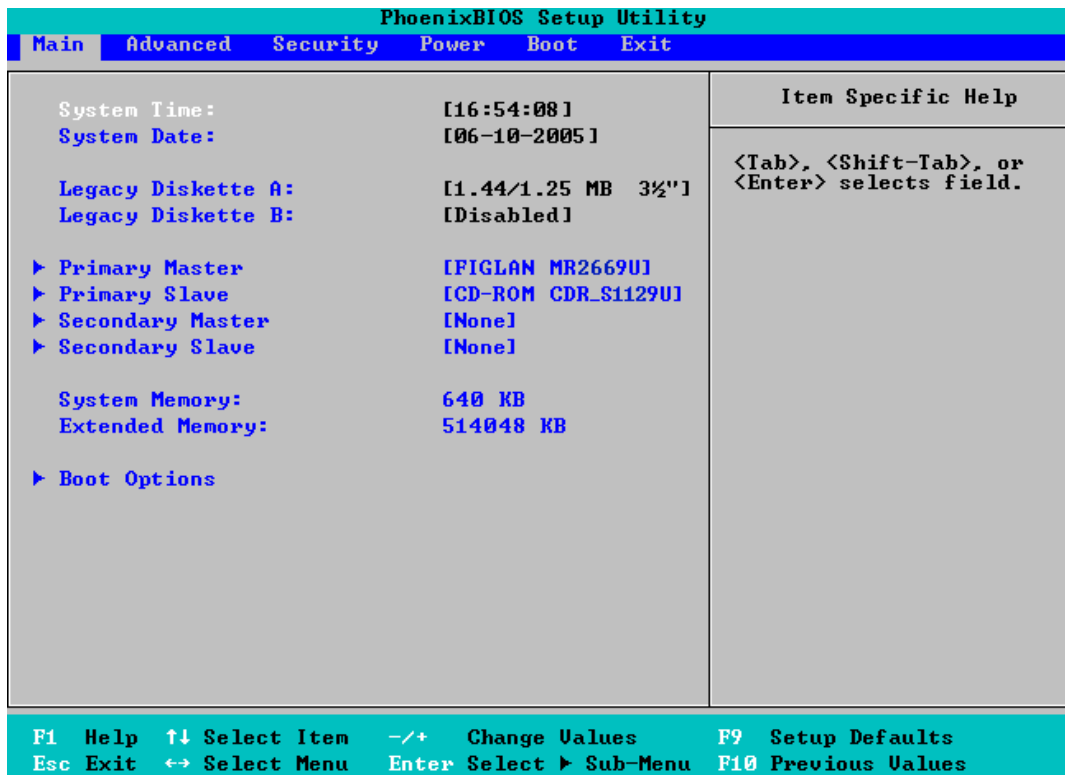 PhoenixBIOS Setup Utility
Main Advanced Security Power Boot Exit
System Time: [16:54:08]
System Date: [06-10-2005]
Legacy Diskette A: [1.44/1.25 MB 3½"]
Legacy Diskette B: [Disabled]
Primary Master [FIGLAN MR2669U]
Primary Slave [CD-ROM CDR_S1129U]
Secondary Master [None]
Secondary Slave [None]
System Memory: 640 KB
Extended Memory: 514048 KB
Boot Options
Item Specific Help
<Tab>, <Shift-Tab>, or
<Enter> selects field.
F1 Help ↑↓ Select Item -/+ Change Values F9 Setup Defaults
Esc Exit ↔ Select Menu Enter Select ▶ Sub-Menu F10 Previous Values